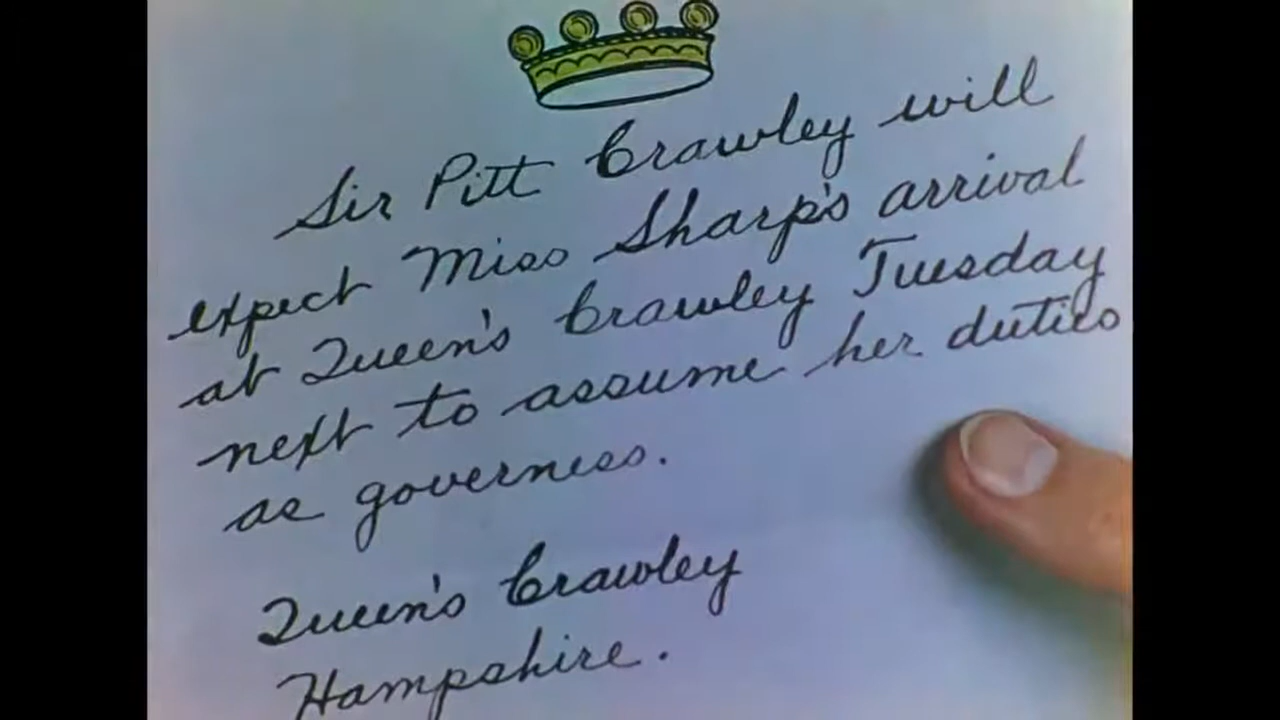 Sir Pitt Crawley will
expect Miss Sharp's arrival
at Queen's Crawley Tuesday
next to assume her duties
as governess.
Queen's Crawley
Hampshire.